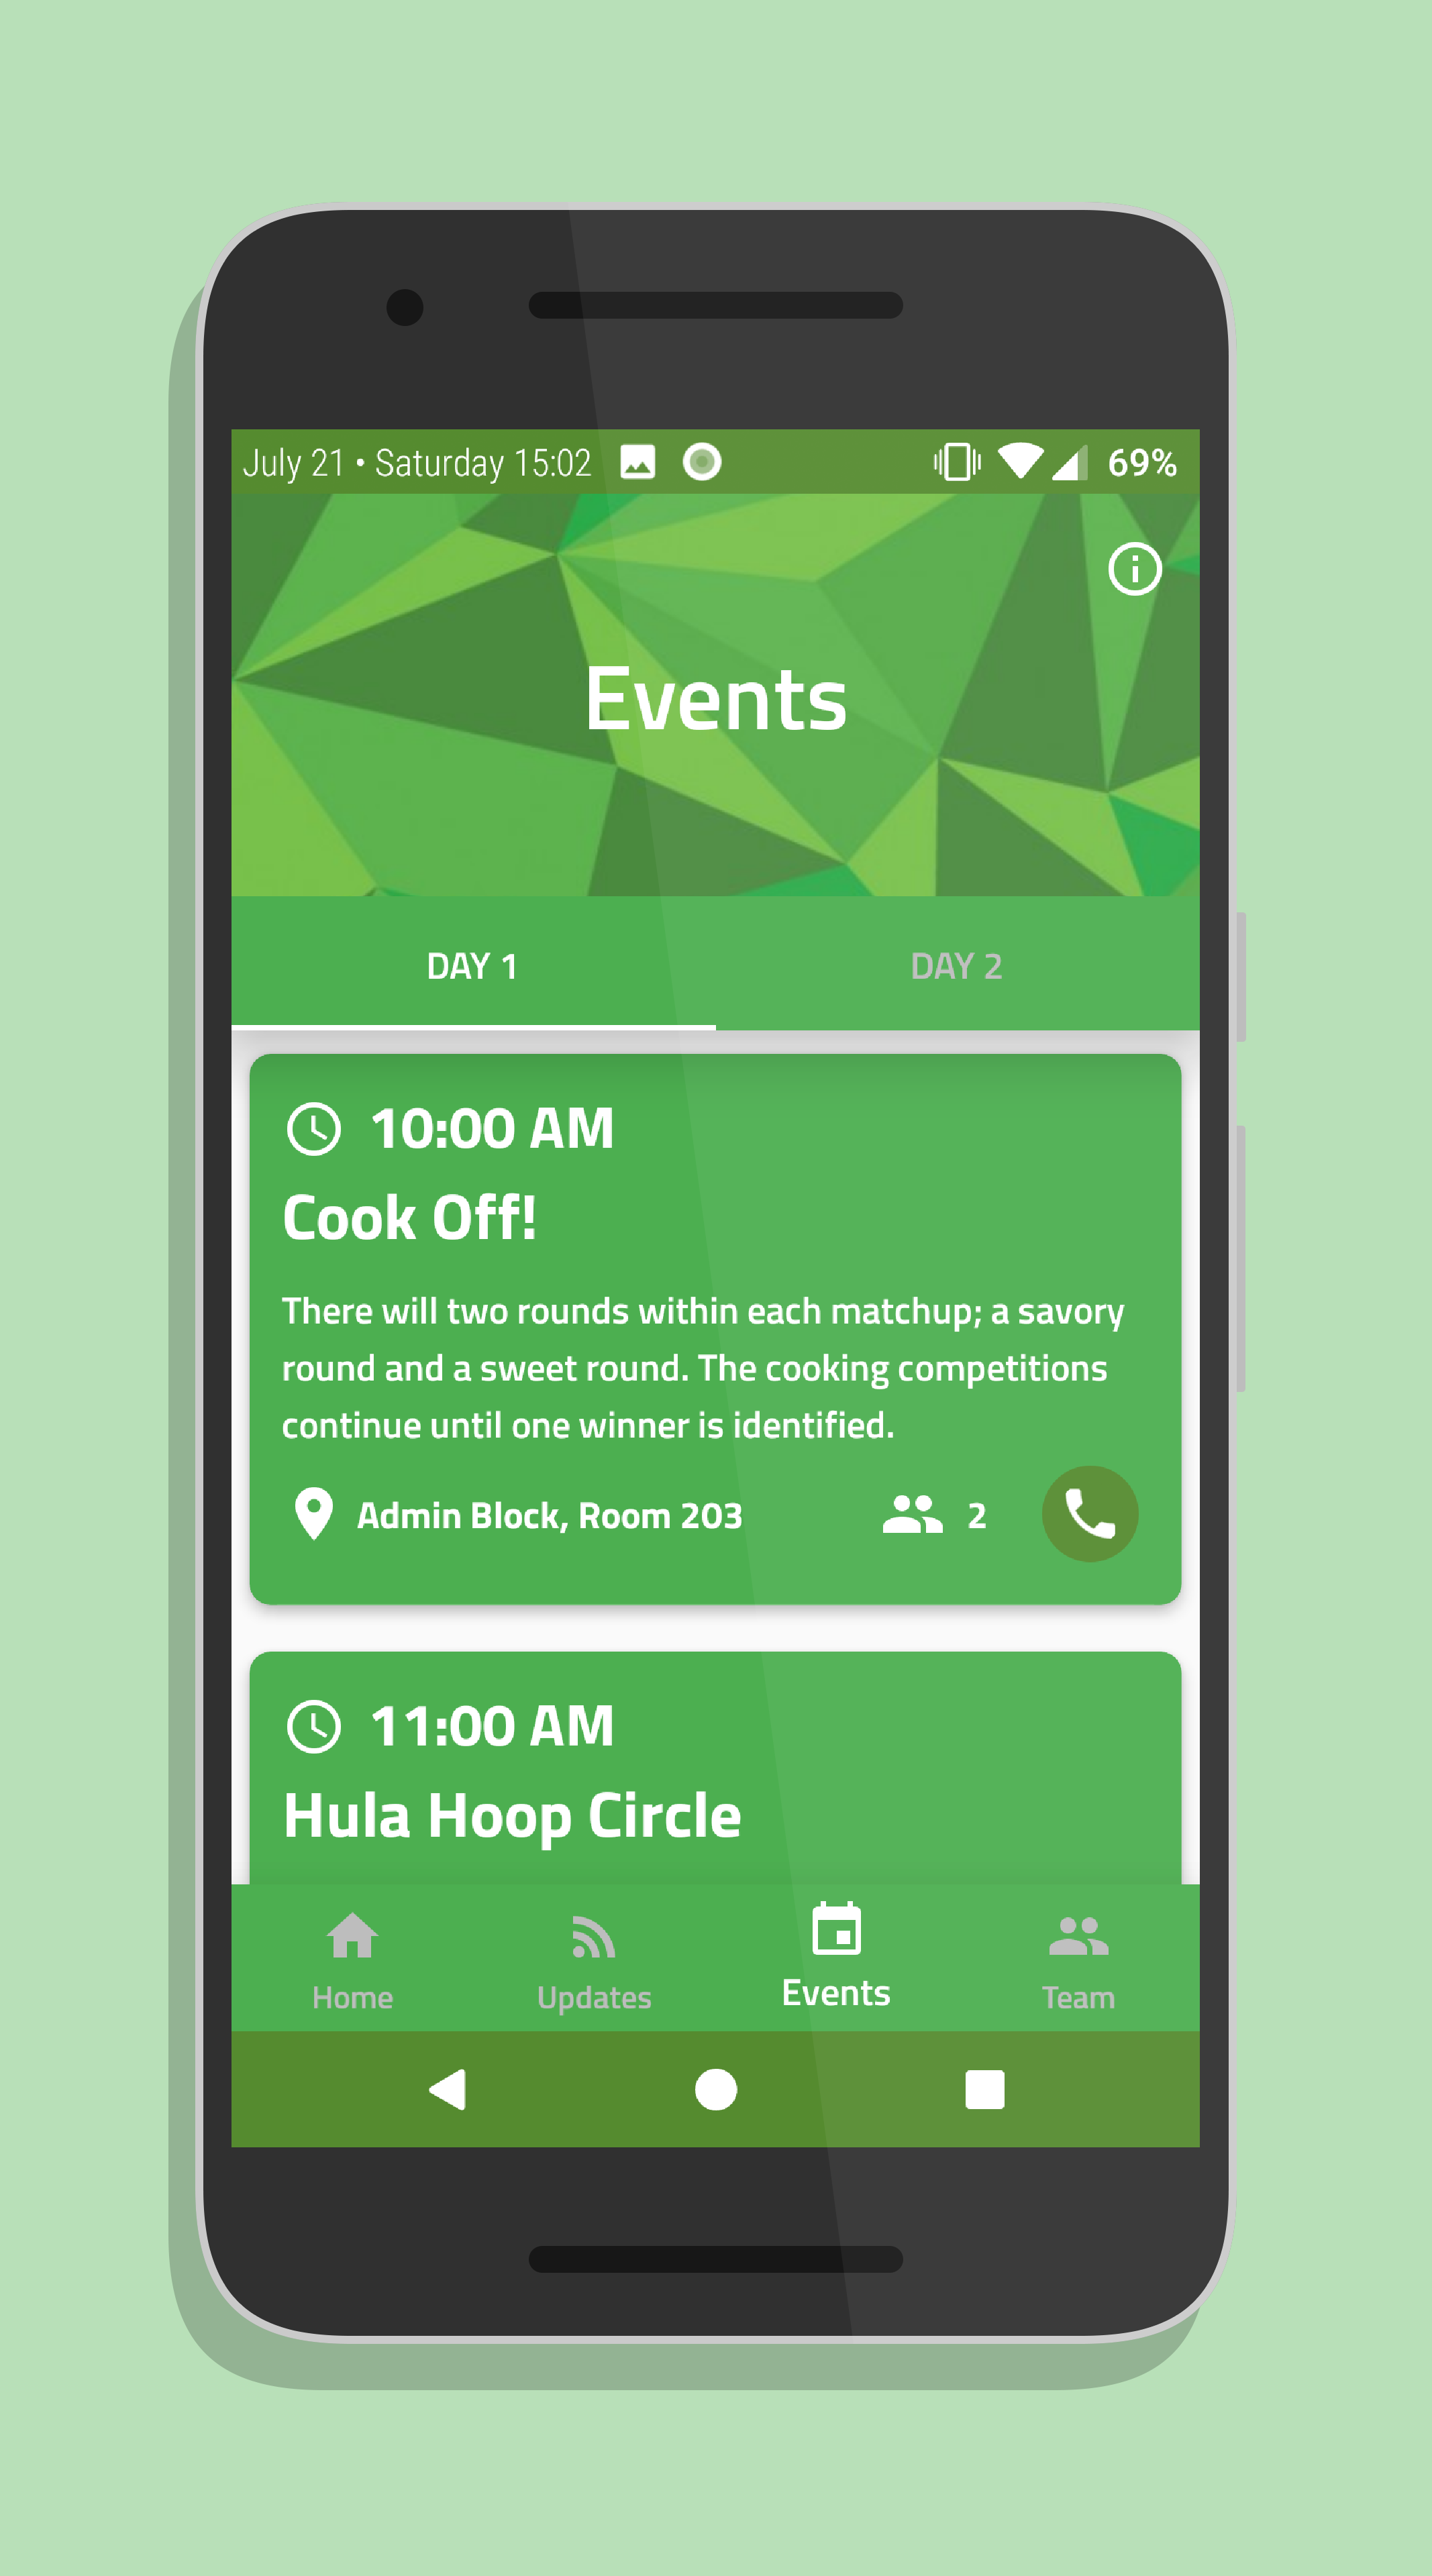 July 21 • Saturday 15:02 69%
Events
DAY 1 DAY 2
10:00 AM
Cook Off!
There will two rounds within each matchup; a savory
round and a sweet round. The cooking competitions
continue until one winner is identified.
Admin Block, Room 203 2
11:00 AM
Hula Hoop Circle
Home Updates Events Team